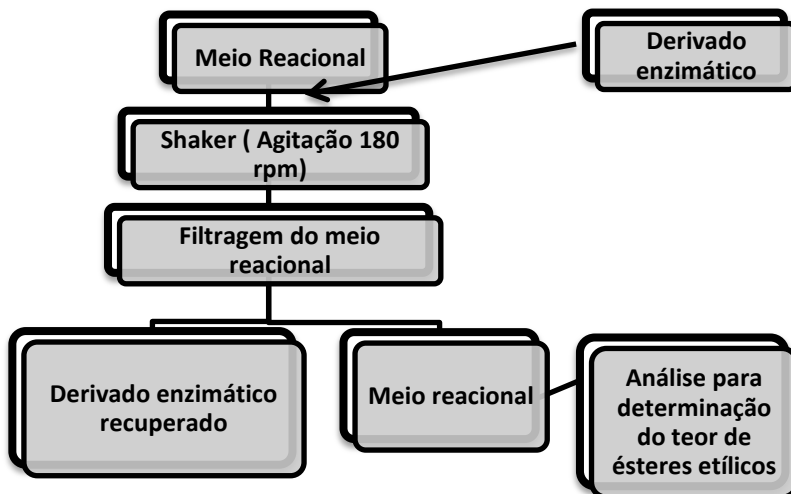 Meio Reacional
Derivado
enzimático
Shaker ( Agitação 180
rpm)
Filtragem do meio
reacional
Derivado enzimático
recuperado
Meio reacional
Análise para
determinação
do teor de
ésteres etílicos